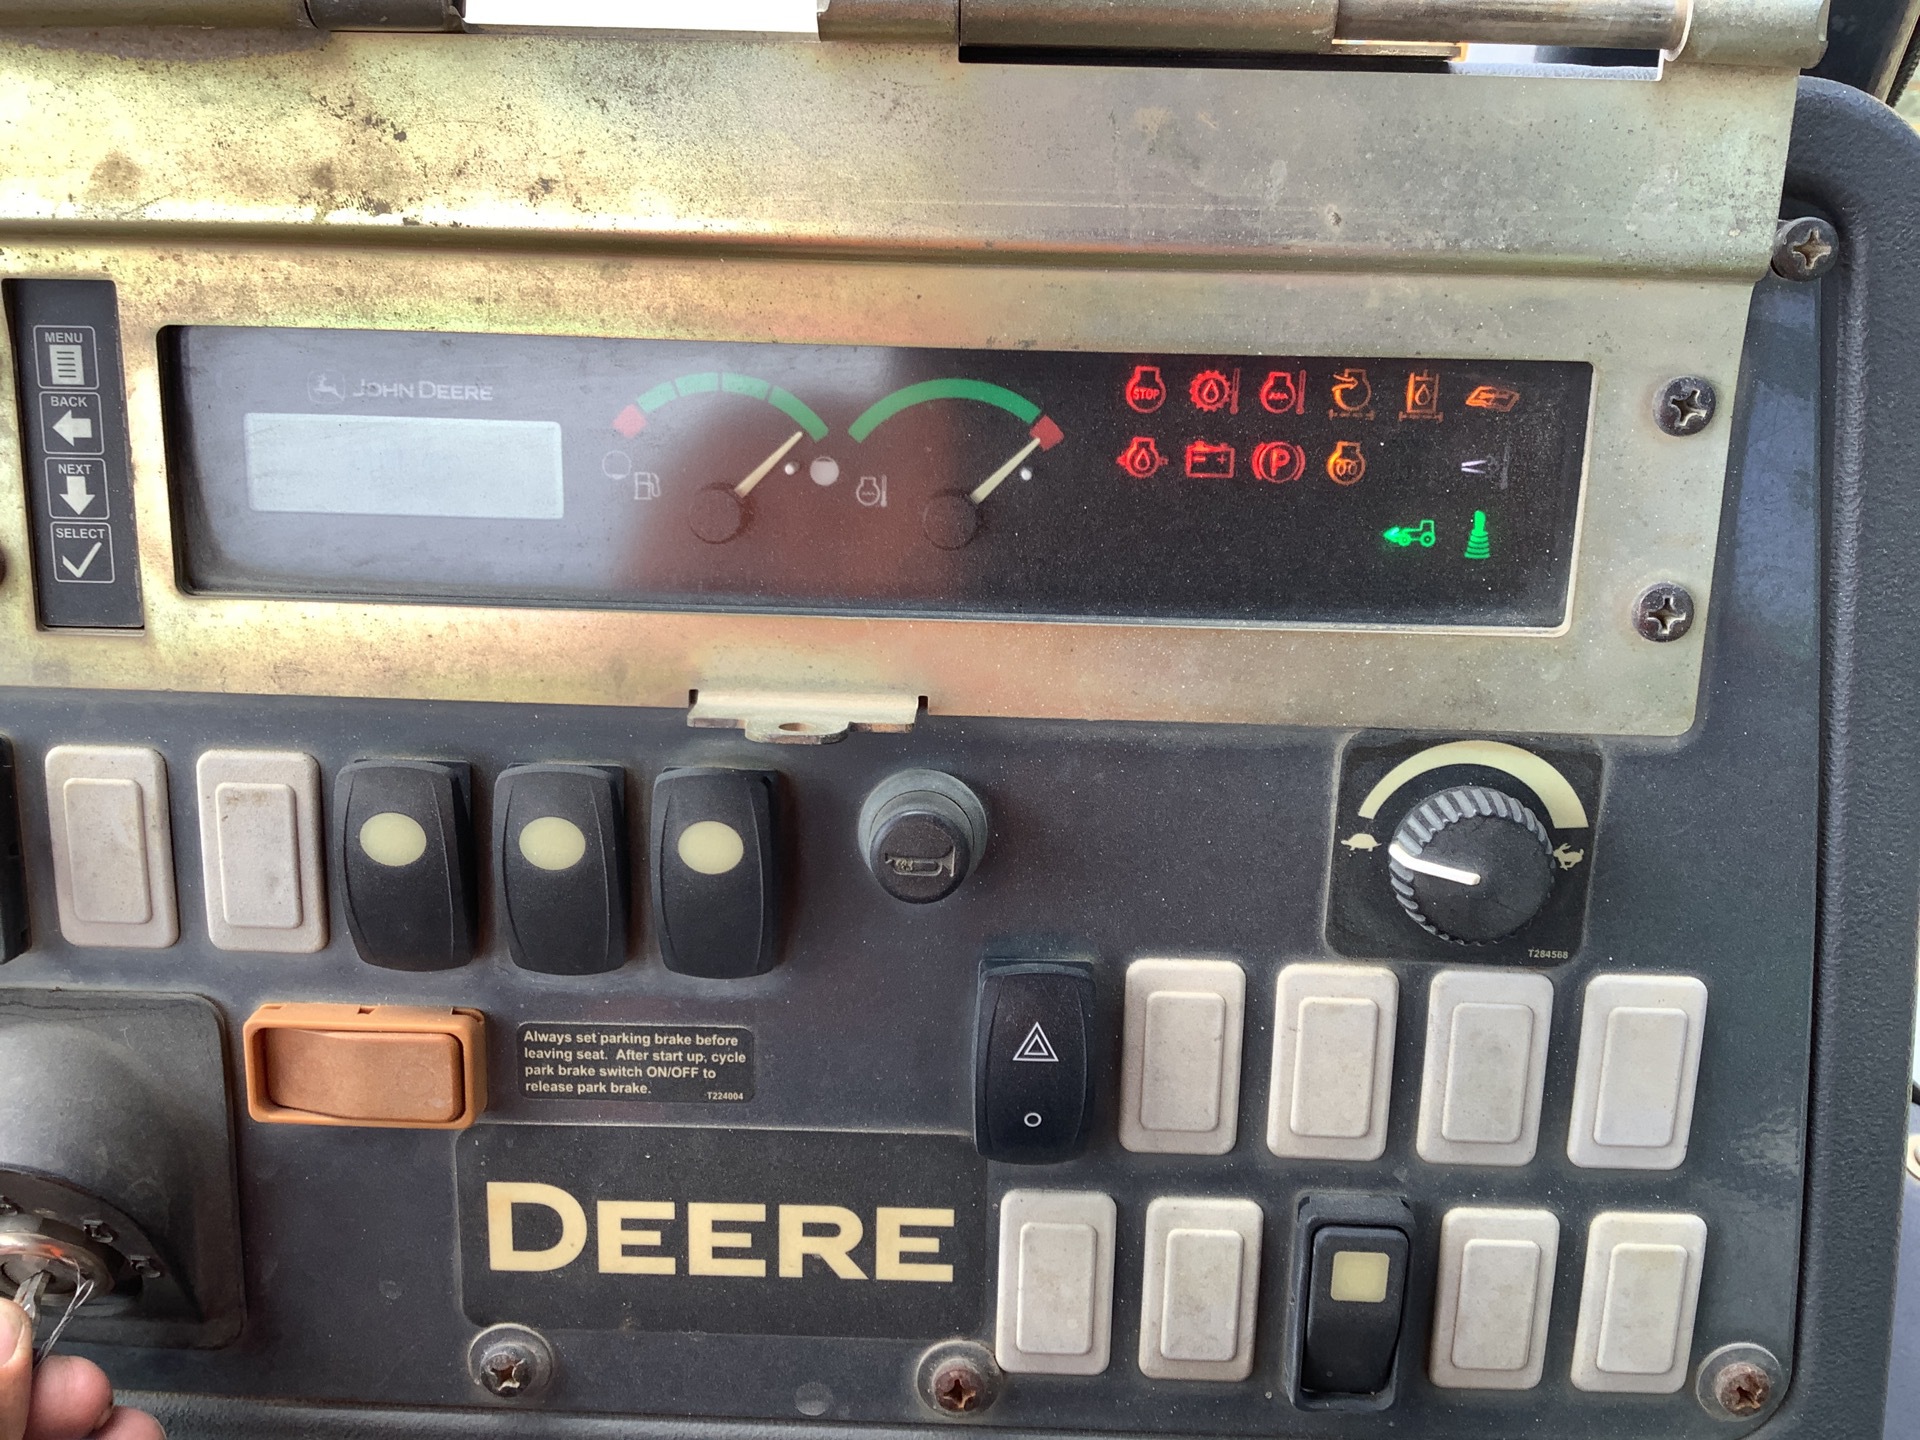 MENU
BACK
NEXT
SELECT
JOHN DEERE
STOP
P
T284568
Always set parking brake before
leaving seat. After start up, cycle
park brake switch ON/OFF to
release park brake.
T224004
DEERE